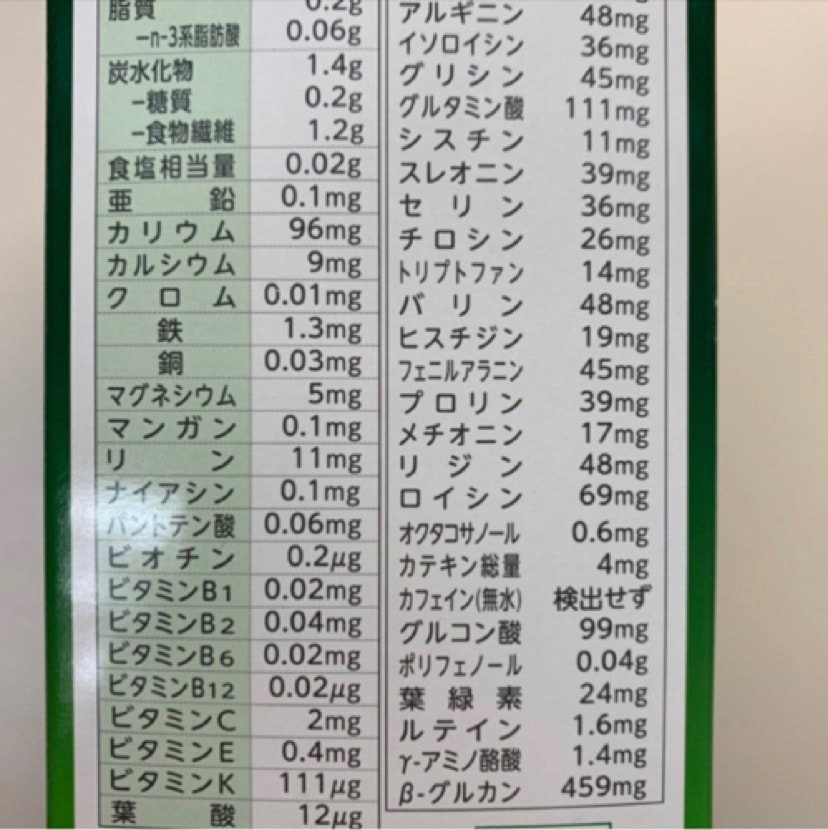 脂質 0.2g
−n-3系脂肪酸 0.06g
炭水化物 1.4g
−糖質 0.2g
−食物繊維 1.2g
食塩相当量 0.02g
亜鉛 0.1mg
カリウム 96mg
カルシウム 9mg
クロム 0.01mg
鉄 1.3mg
銅 0.03mg
マグネシウム 5mg
マンガン 0.1mg
リン 11mg
ナイアシン 0.1mg
パントテン酸 0.06mg
ビオチン 0.2μg
ビタミンB1 0.02mg
ビタミンB2 0.04mg
ビタミンB6 0.02mg
ビタミンB12 0.02μg
ビタミンC 2mg
ビタミンE 0.4mg
ビタミンK 111μg
葉酸 12μg
アルギニン 48mg
イソロイシン 36mg
グリシン 45mg
グルタミン酸 111mg
シスチン 11mg
スレオニン 39mg
セリン 36mg
チロシン 26mg
トリプトファン 14mg
バリン 48mg
ヒスチジン 19mg
フェニルアラニン 45mg
プロリン 39mg
メチオニン 17mg
リジン 48mg
ロイシン 69mg
オクタコサノール 0.6mg
カテキン総量 4mg
カフェイン(無水) 検出せず
グルコン酸 99mg
ポリフェノール 0.04g
葉緑素 24mg
ルテイン 1.6mg
γ-アミノ酪酸 1.4mg
β-グルカン 459mg